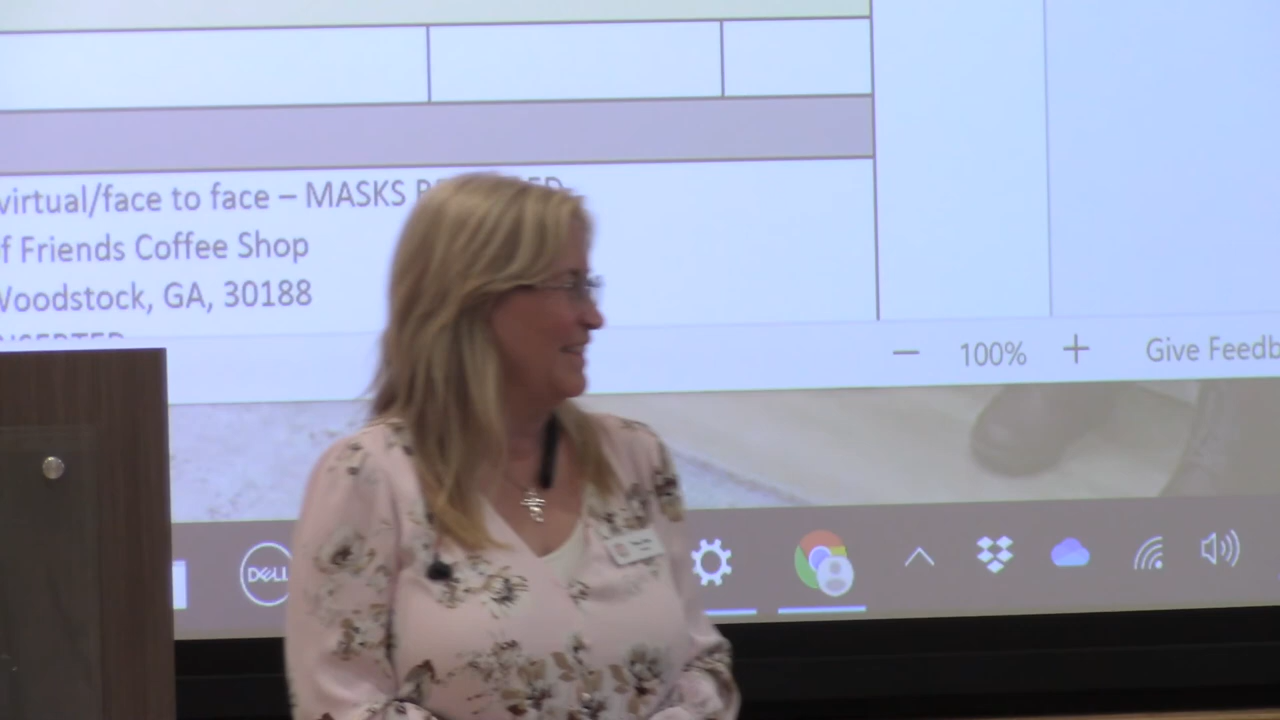 virtual/face to face – MASKS
f Friends Coffee Shop
Woodstock, GA, 30188
100%
Give Feedb
DELL